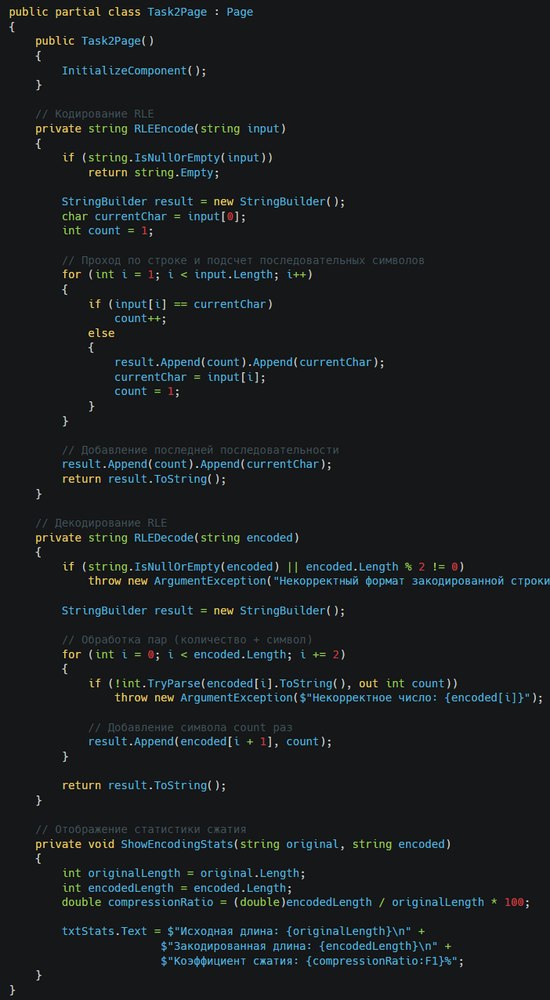 public partial class Task2Page : Page
{
    public Task2Page()
    {
        InitializeComponent();
    }

    // Кодирование RLE
    private string RLEEncode(string input)
    {
        if (string.IsNullOrEmpty(input))
            return string.Empty;

        StringBuilder result = new StringBuilder();
        char currentChar = input[0];
        int count = 1;

        // Проход по строке и подсчет последовательных символов
        for (int i = 1; i < input.Length; i++)
        {
            if (input[i] == currentChar)
                count++;
            else
            {
                result.Append(count).Append(currentChar);
                currentChar = input[i];
                count = 1;
            }
        }

        // Добавление последней последовательности
        result.Append(count).Append(currentChar);
        return result.ToString();
    }

    // Декодирование RLE
    private string RLEDecode(string encoded)
    {
        if (string.IsNullOrEmpty(encoded) || encoded.Length % 2 != 0)
            throw new ArgumentException("Некорректный формат закодированной строки

        StringBuilder result = new StringBuilder();

        // Обработка пар (количество + символ)
        for (int i = 0; i < encoded.Length; i += 2)
        {
            if (!int.TryParse(encoded[i].ToString(), out int count))
                throw new ArgumentException($"Некорректное число: {encoded[i]}");

            // Добавление символа count раз
            result.Append(encoded[i + 1], count);
        }

        return result.ToString();
    }

    // Отображение статистики сжатия
    private void ShowEncodingStats(string original, string encoded)
    {
        int originalLength = original.Length;
        int encodedLength = encoded.Length;
        double compressionRatio = (double)encodedLength / originalLength * 100;

        txtStats.Text = $"Исходная длина: {originalLength}\n" +
                       $"Закодированная длина: {encodedLength}\n" +
                       $"Коэффициент сжатия: {compressionRatio:F1}%";
    }
}